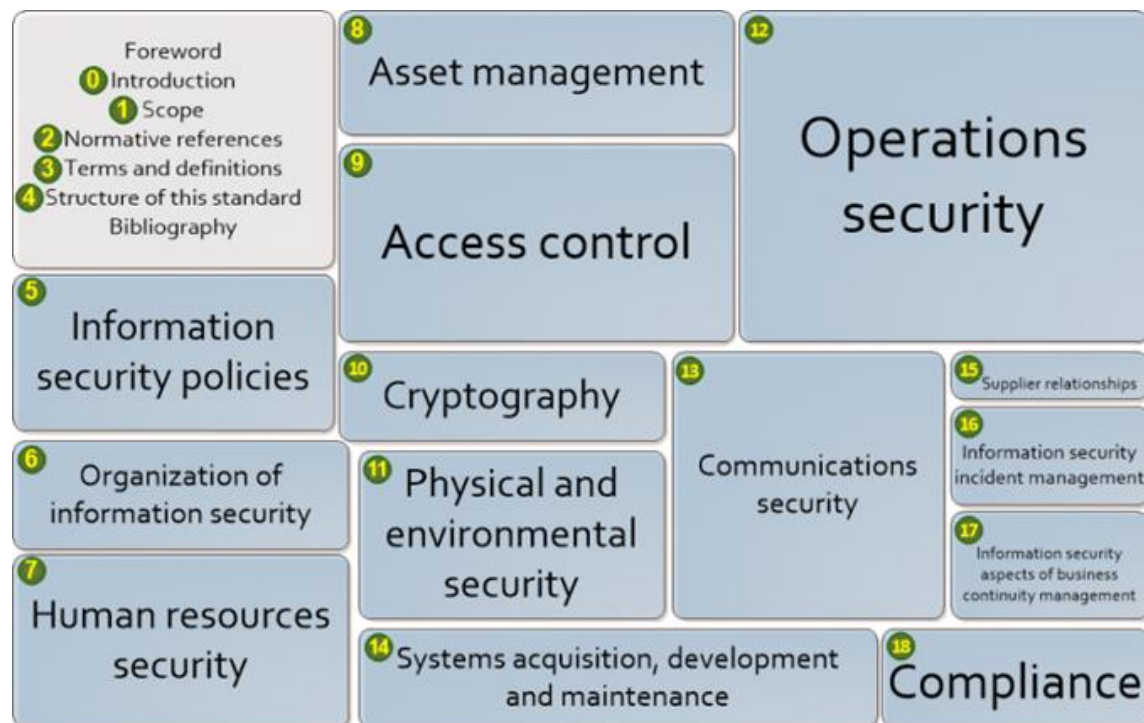 Foreword
0 Introduction
1 Scope
2 Normative references
3 Terms and definitions
4 Structure of this standard
Bibliography
5
Information
security policies
6
Organization of
information security
7
Human resources
security
8
Asset management
9
Access control
10
Cryptography
11
Physical and
environmental
security
12
Operations
security
13
Communications
security
14
Systems acquisition, development
and maintenance
15
Supplier relationships
16
Information security
incident management
17
Information security
aspects of business
continuity management
18
Compliance